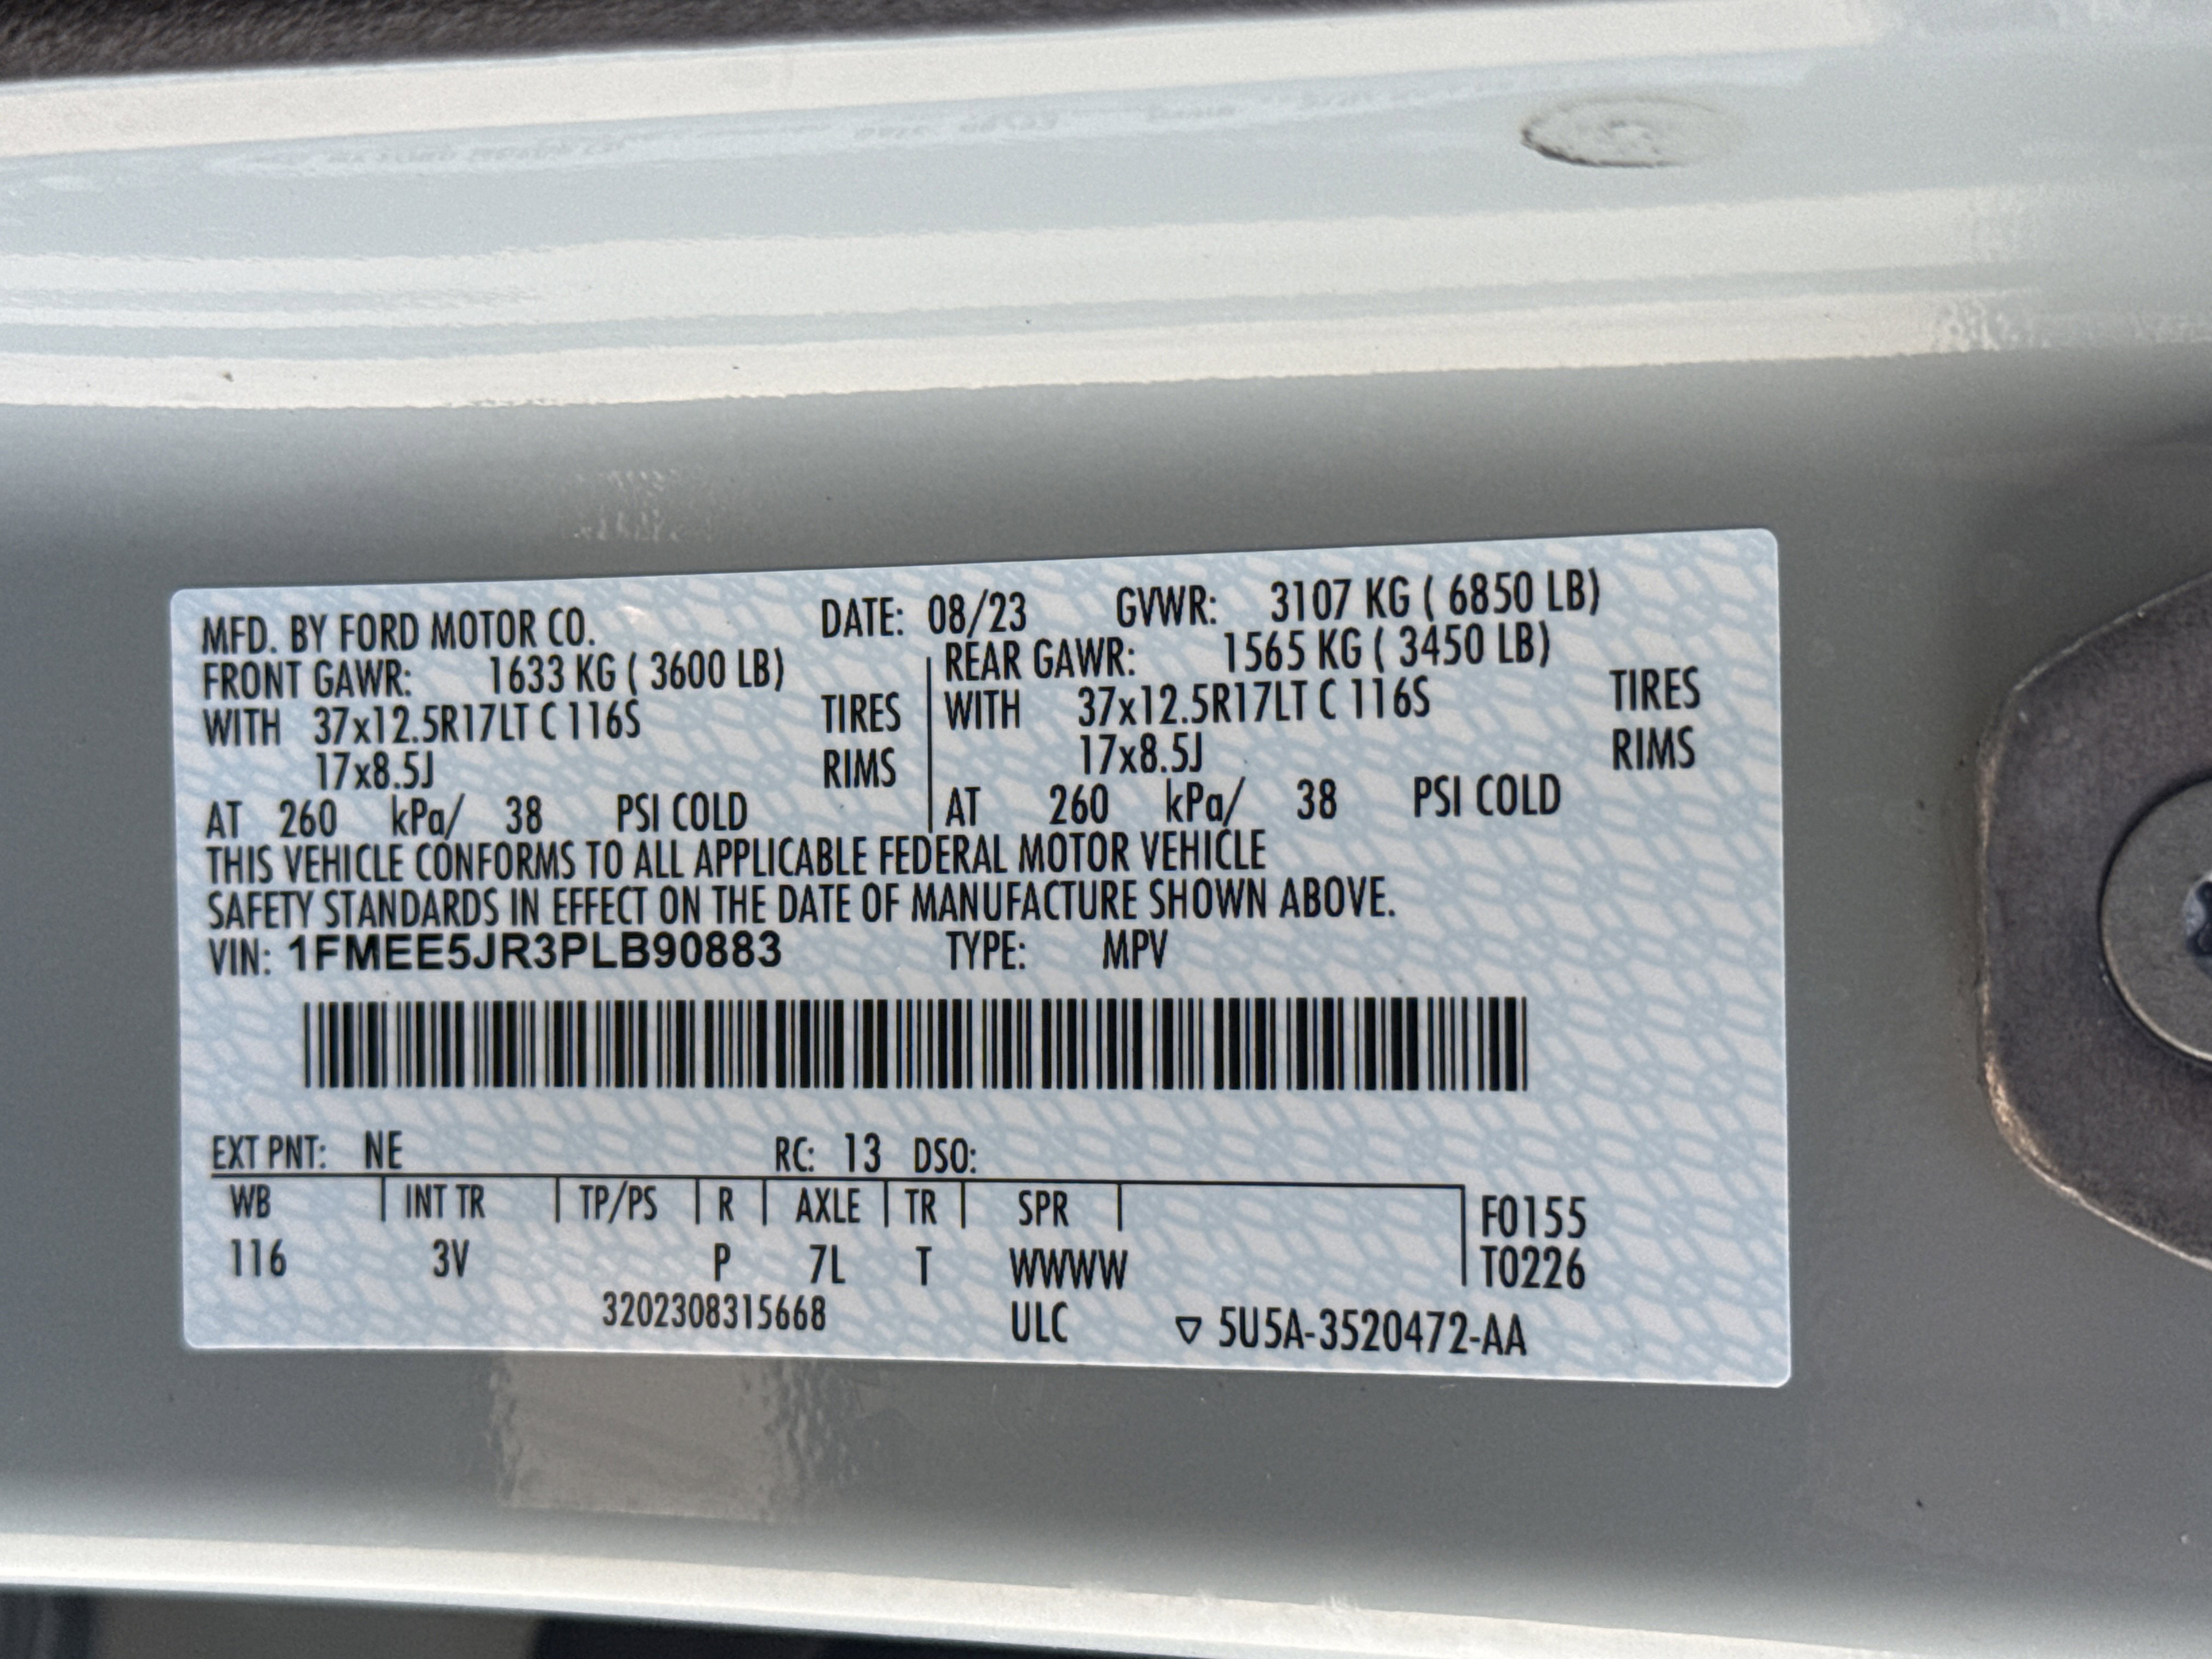 MFD. BY FORD MOTOR CO. DATE: 08/23 GVWR: 3107 KG ( 6850 LB)
FRONT GAWR: 1633 KG ( 3600 LB) REAR GAWR: 1565 KG ( 3450 LB)
WITH 37x12.5R17LT C 116S TIRES WITH 37x12.5R17LT C 116S TIRES
17x8.5J RIMS 17x8.5J RIMS
AT 260 kPa/ 38 PSI COLD AT 260 kPa/ 38 PSI COLD
THIS VEHICLE CONFORMS TO ALL APPLICABLE FEDERAL MOTOR VEHICLE
SAFETY STANDARDS IN EFFECT ON THE DATE OF MANUFACTURE SHOWN ABOVE.
VIN: 1FMEE5JR3PLB90883 TYPE: MPV
EXT PNT: NE RC: 13 DSO:
WB INT TR TP/PS R AXLE TR SPR F0155
116 3V P 7L T WWWW T0226
3202308315668 ULC ▽ 5U5A-3520472-AA